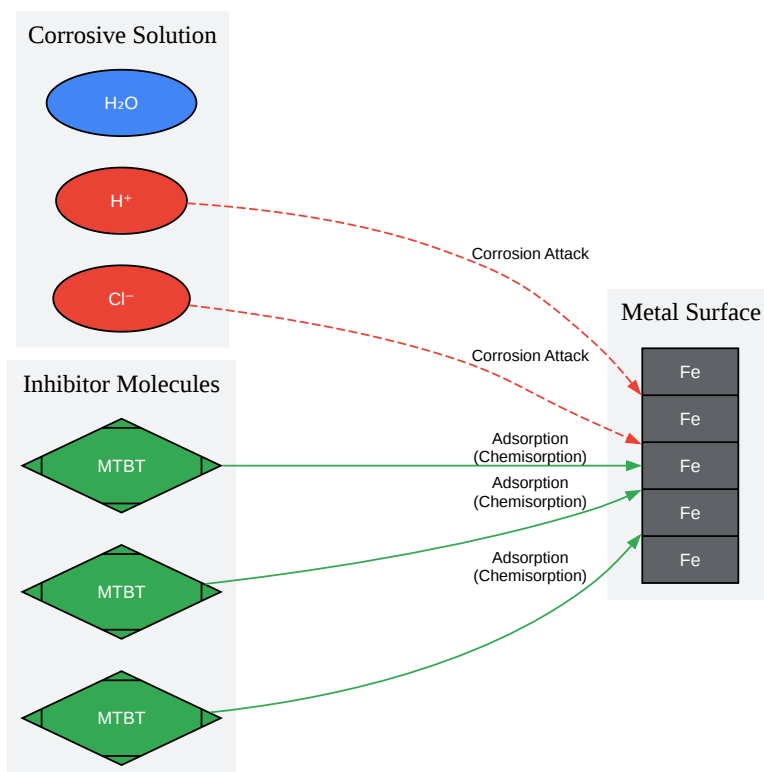 Corrosive Solution
H₂O
H⁺
Cl⁻
Corrosion Attack
Corrosion Attack
Metal Surface
Fe
Fe
Fe
Fe
Fe
Inhibitor Molecules
MTBT
MTBT
MTBT
Adsorption
(Chemisorption)
Adsorption
(Chemisorption)
Adsorption
(Chemisorption)